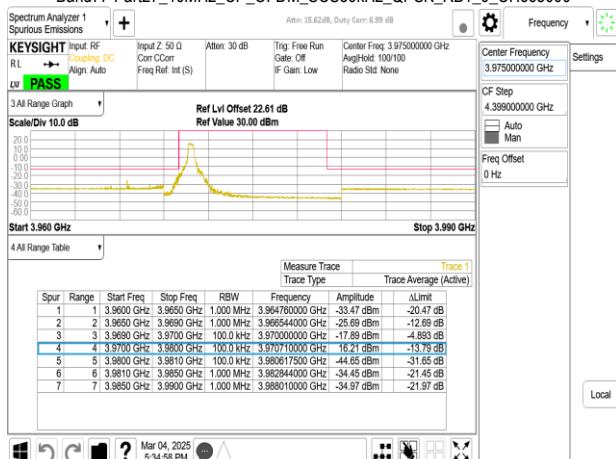 Spectrum Analyzer 1
Spurious Emissions
Attn: 15.62dB, Duty Corr: 6.99 dB
Frequency
KEYSIGHT Input: RF Input Z: 50 Ω Atten: 30 dB Trig: Free Run Center Freq: 3.975000000 GHz
RL Coupling: DC Corr CCorr Gate: Off Avg|Hold: 100/100
Align: Auto Freq Ref: Int (S) IF Gain: Low Radio Std: None
LXI PASS
Center Frequency
3.975000000 GHz
Settings
CF Step
4.399000000 GHz
Auto
Man
Freq Offset
0 Hz
Local
3 All Range Graph
Ref Lvl Offset 22.61 dB
Scale/Div 10.0 dB Ref Value 30.00 dBm
20.0
10.0
0.00
-10.0
-20.0
-30.0
-40.0
-50.0
-60.0
Start 3.960 GHz Stop 3.990 GHz
4 All Range Table
Measure Trace Trace 1
Trace Type Trace Average (Active)
Spur Range Start Freq Stop Freq RBW Frequency Amplitude ΔLimit
1 1 3.9600 GHz 3.9650 GHz 1.000 MHz 3.964760000 GHz -33.47 dBm -20.47 dB
2 2 3.9650 GHz 3.9690 GHz 1.000 MHz 3.966544000 GHz -25.69 dBm -12.69 dB
3 3 3.9690 GHz 3.9700 GHz 100.0 kHz 3.970000000 GHz -17.89 dBm -4.893 dB
4 4 3.9700 GHz 3.9800 GHz 100.0 kHz 3.970710000 GHz 16.21 dBm -13.79 dB
5 5 3.9800 GHz 3.9810 GHz 100.0 kHz 3.980617500 GHz -44.65 dBm -31.65 dB
6 6 3.9810 GHz 3.9850 GHz 1.000 MHz 3.982844000 GHz -34.45 dBm -21.45 dB
7 7 3.9850 GHz 3.9900 GHz 1.000 MHz 3.988010000 GHz -34.97 dBm -21.97 dB
Mar 04, 2025
5:34:58 PM